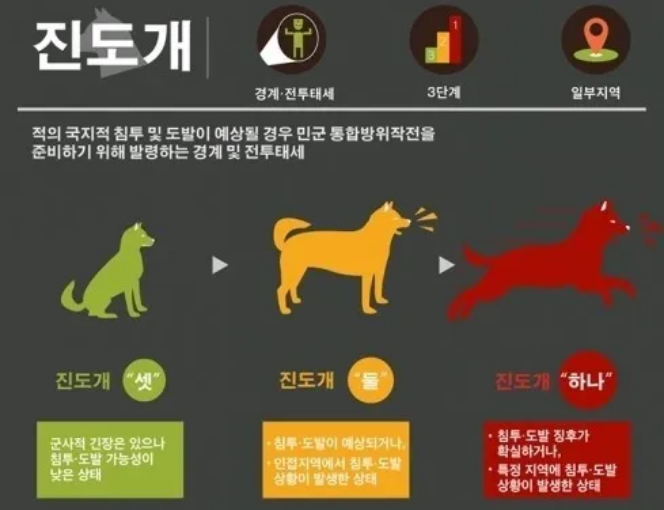 진도개
1
2
3
경계·전투태세
3단계
일부지역
적의 국지적 침투 및 도발이 예상될 경우 민군 통합방위작전을
준비하기 위해 발령하는 경계 및 전투태세
진도개 “셋”
진도개 “둘”
진도개 “하나”
군사적 긴장은 있으나
침투·도발 가능성이
낮은 상태
· 침투·도발이 예상되거나,
· 인접지역에서 침투·도발
상황이 발생한 상태
· 침투·도발 징후가
확실하거나,
· 특정 지역에 침투·도발
상황이 발생한 상태